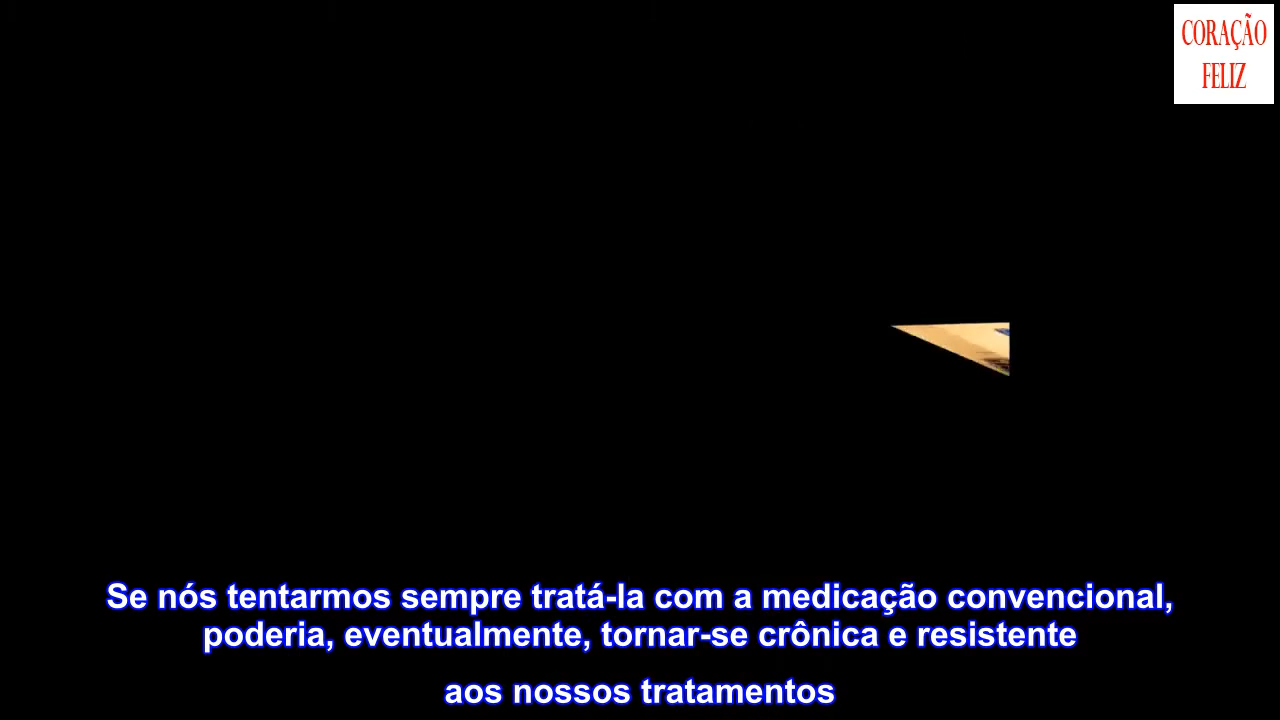 CORAÇÃO
FELIZ
Se nós tentarmos sempre tratá-la com a medicação convencional,
poderia, eventualmente, tornar-se crônica e resistente
aos nossos tratamentos